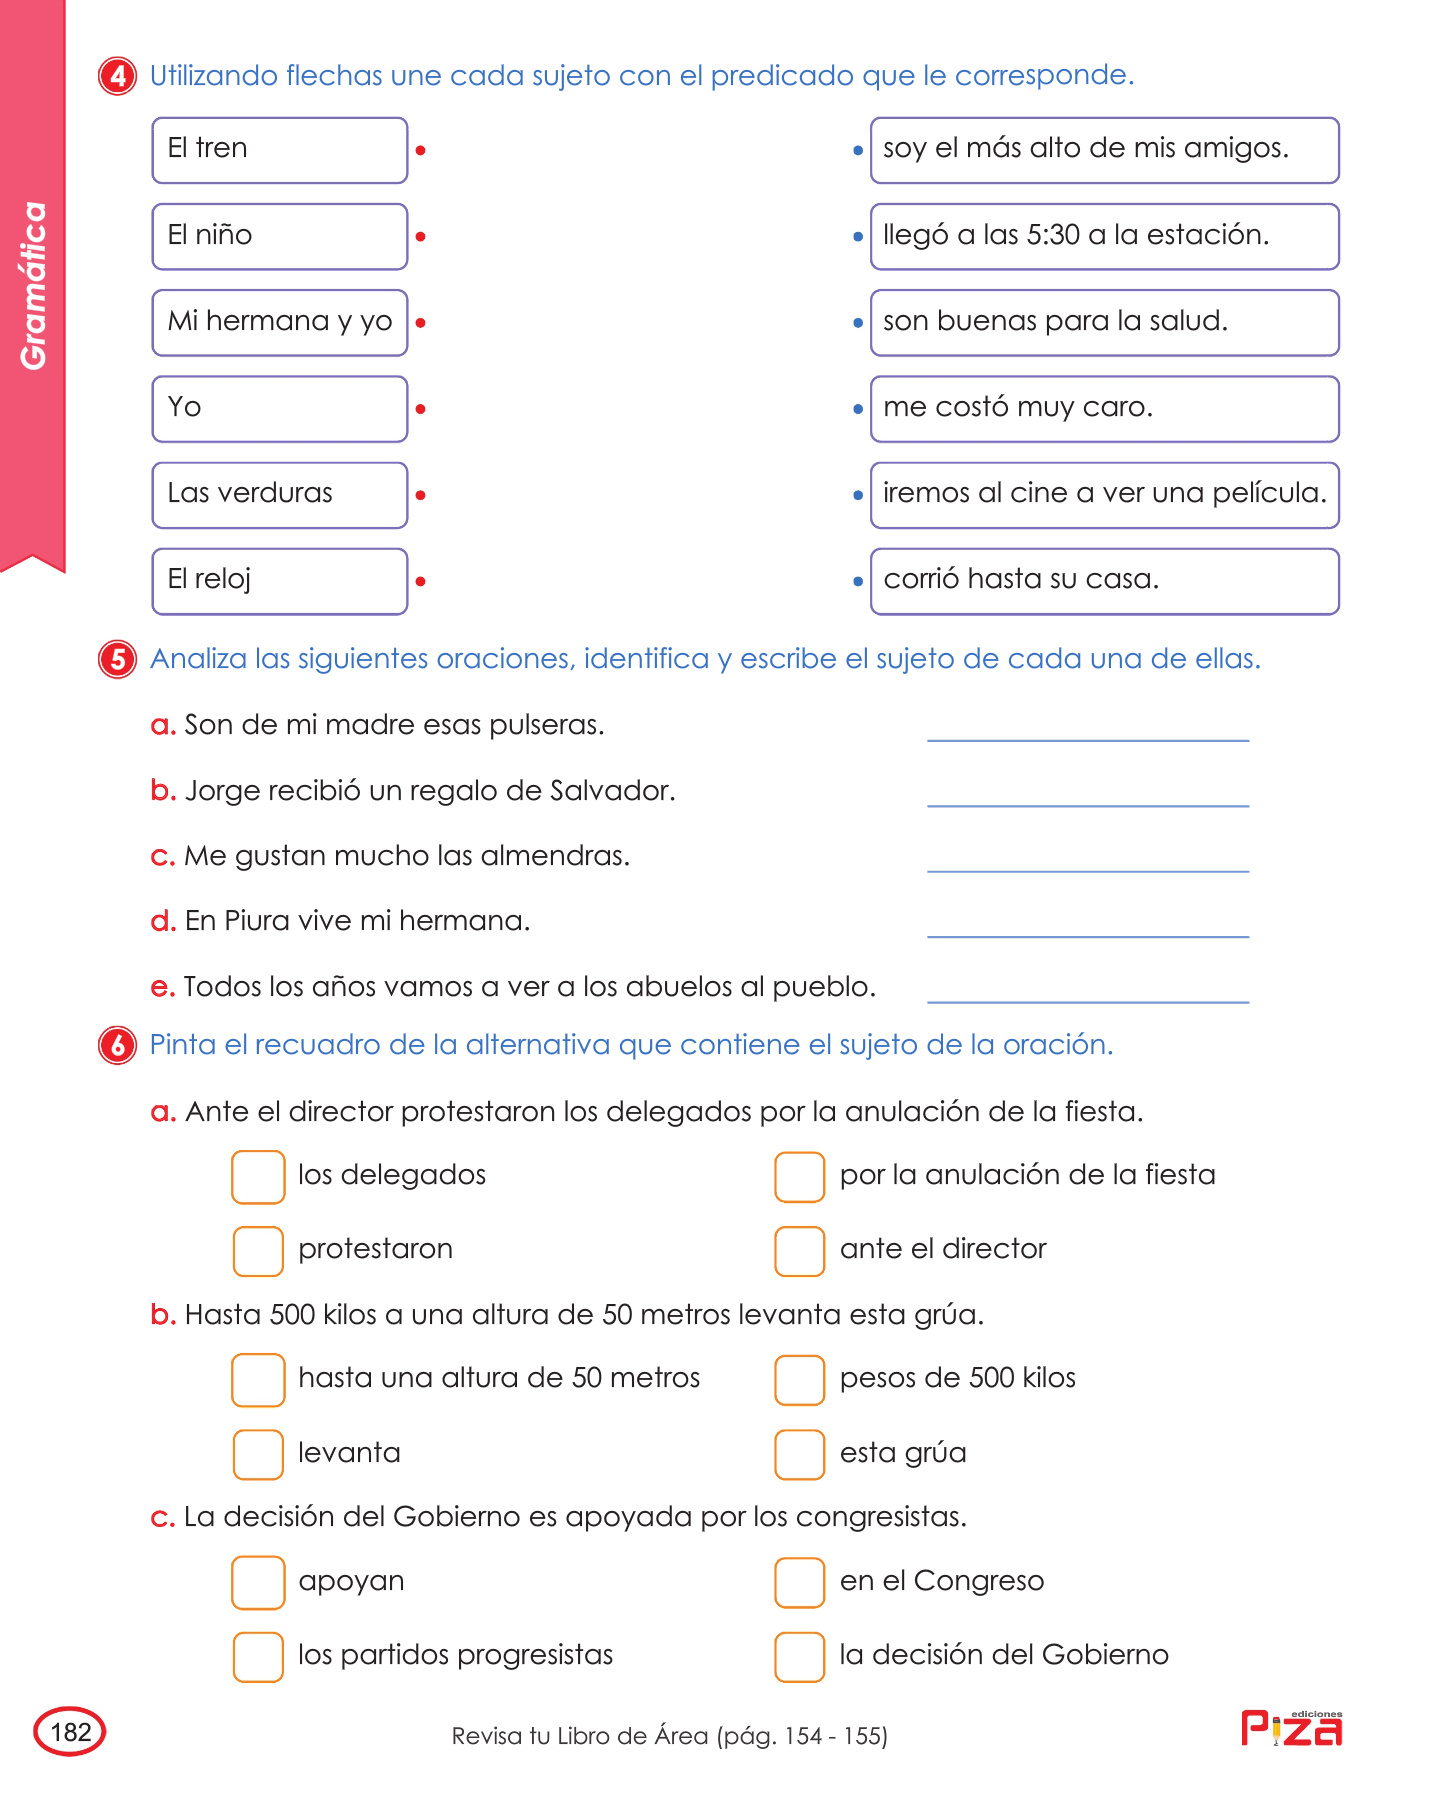 Gramática
4 Utilizando flechas une cada sujeto con el predicado que le corresponde.
El tren
soy el más alto de mis amigos.
El niño
llegó a las 5:30 a la estación.
Mi hermana y yo
son buenas para la salud.
Yo
me costó muy caro.
Las verduras
iremos al cine a ver una película.
El reloj
corrió hasta su casa.
5 Analiza las siguientes oraciones, identifica y escribe el sujeto de cada una de ellas.
a. Son de mi madre esas pulseras.
b. Jorge recibió un regalo de Salvador.
c. Me gustan mucho las almendras.
d. En Piura vive mi hermana.
e. Todos los años vamos a ver a los abuelos al pueblo.
6 Pinta el recuadro de la alternativa que contiene el sujeto de la oración.
a. Ante el director protestaron los delegados por la anulación de la fiesta.
los delegados
por la anulación de la fiesta
protestaron
ante el director
b. Hasta 500 kilos a una altura de 50 metros levanta esta grúa.
hasta una altura de 50 metros
pesos de 500 kilos
levanta
esta grúa
c. La decisión del Gobierno es apoyada por los congresistas.
apoyan
en el Congreso
los partidos progresistas
la decisión del Gobierno
182
Revisa tu Libro de Área (pág. 154 - 155)
ediciones
Piza